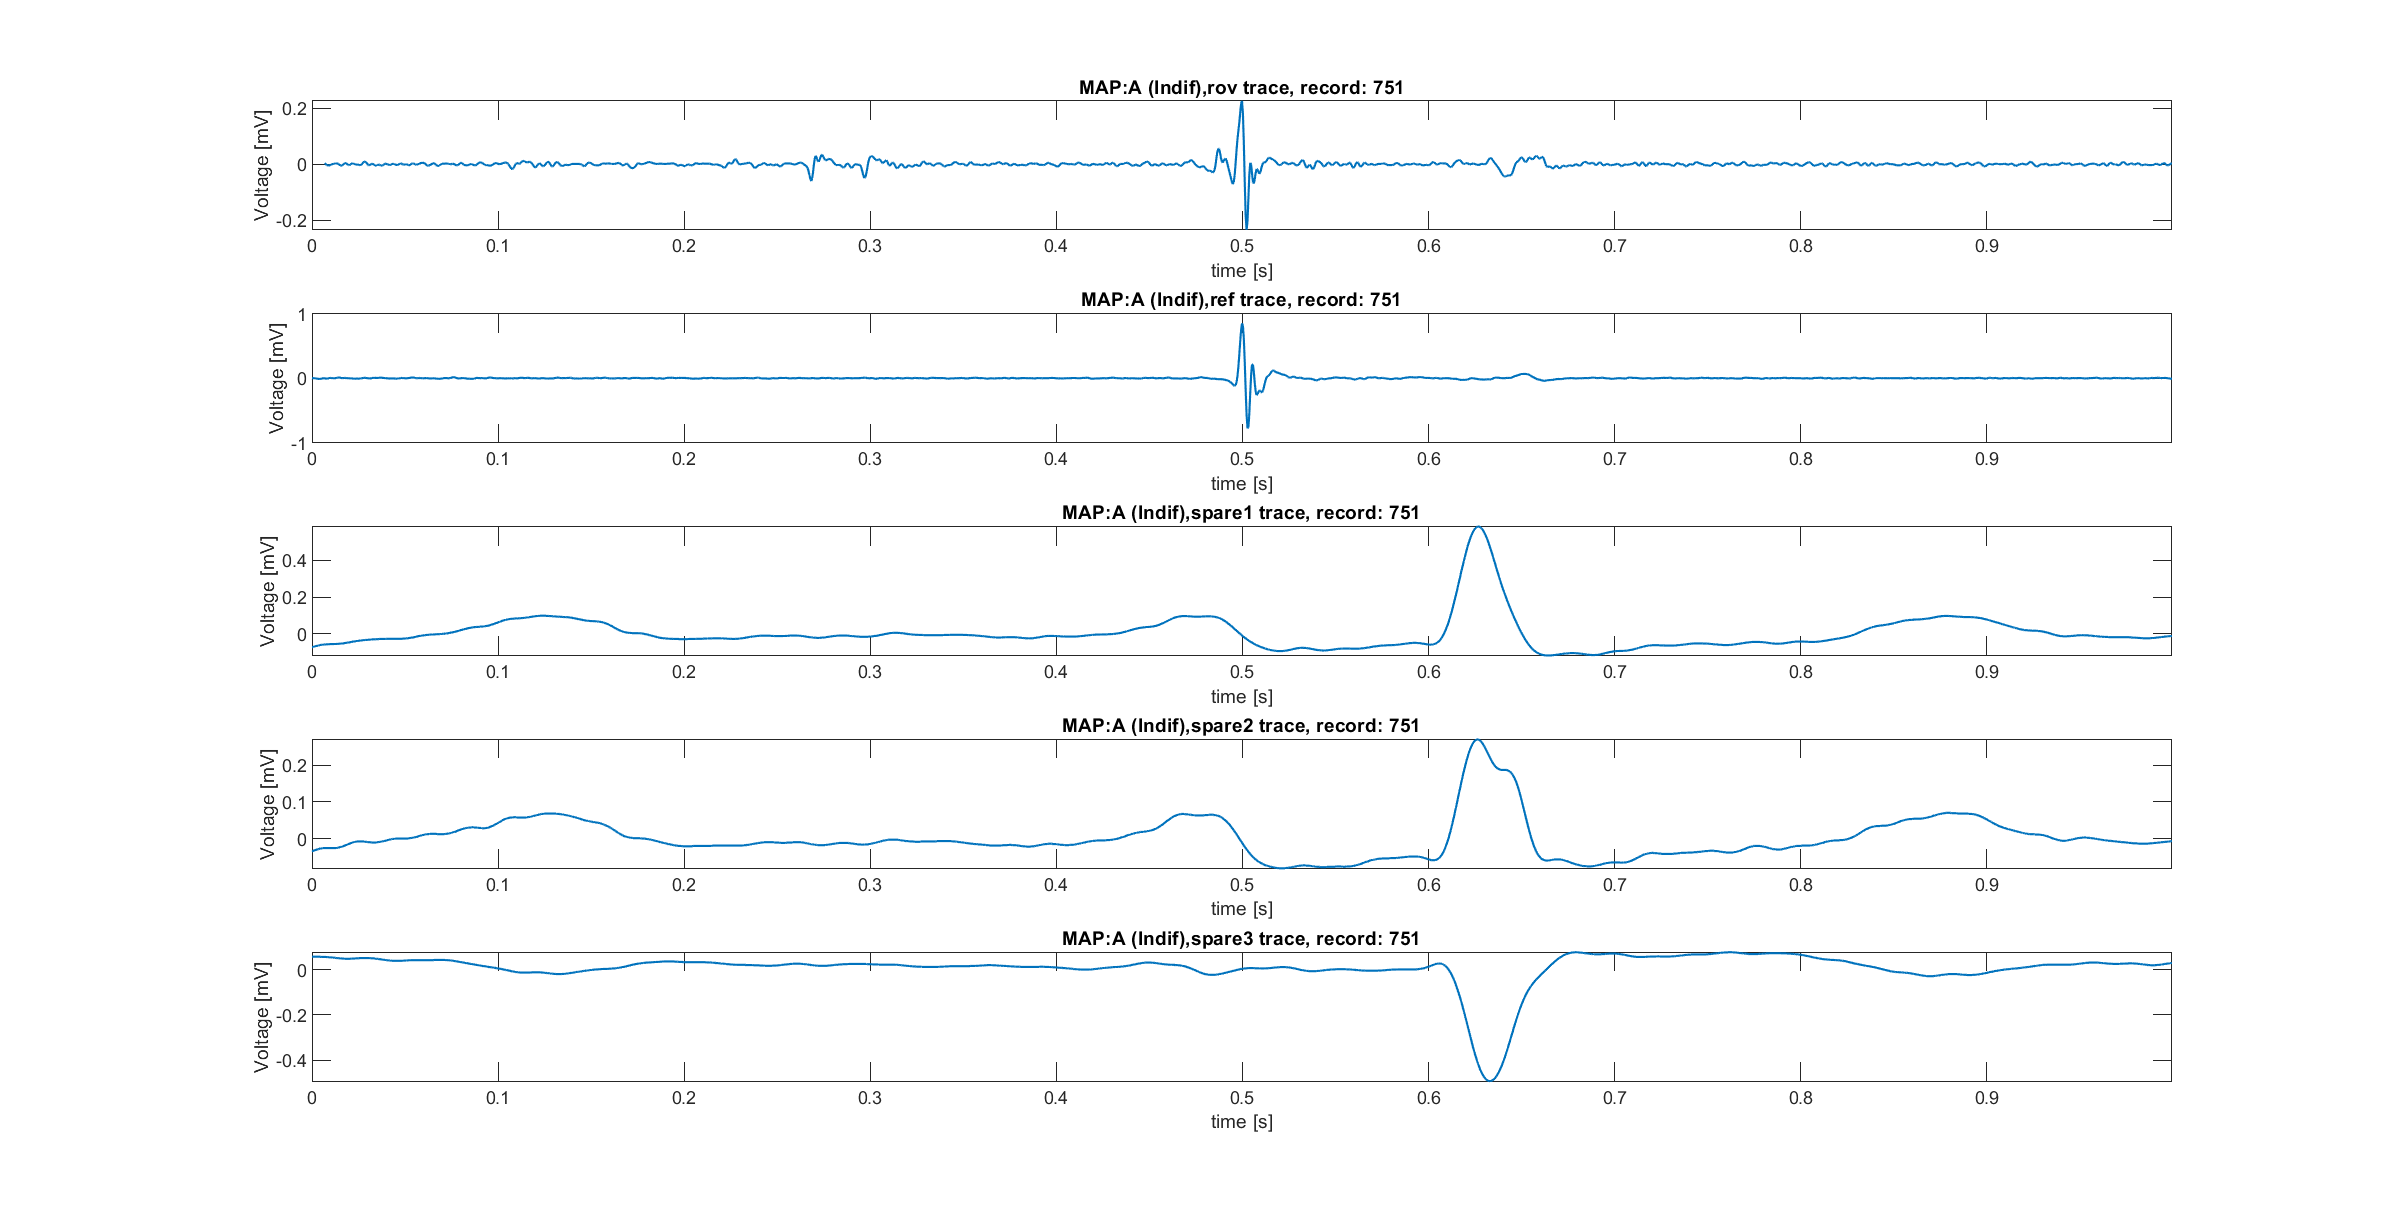 MAP:A (Indif),rov trace, record: 751
Voltage [mV]
0.2
0
-0.2
0 0.1 0.2 0.3 0.4 0.5 0.6 0.7 0.8 0.9
time [s]
MAP:A (Indif),ref trace, record: 751
Voltage [mV]
1
0
-1
0 0.1 0.2 0.3 0.4 0.5 0.6 0.7 0.8 0.9
time [s]
MAP:A (Indif),spare1 trace, record: 751
Voltage [mV]
0.4
0.2
0
0 0.1 0.2 0.3 0.4 0.5 0.6 0.7 0.8 0.9
time [s]
MAP:A (Indif),spare2 trace, record: 751
Voltage [mV]
0.2
0.1
0
0 0.1 0.2 0.3 0.4 0.5 0.6 0.7 0.8 0.9
time [s]
MAP:A (Indif),spare3 trace, record: 751
Voltage [mV]
0
-0.2
-0.4
0 0.1 0.2 0.3 0.4 0.5 0.6 0.7 0.8 0.9
time [s]